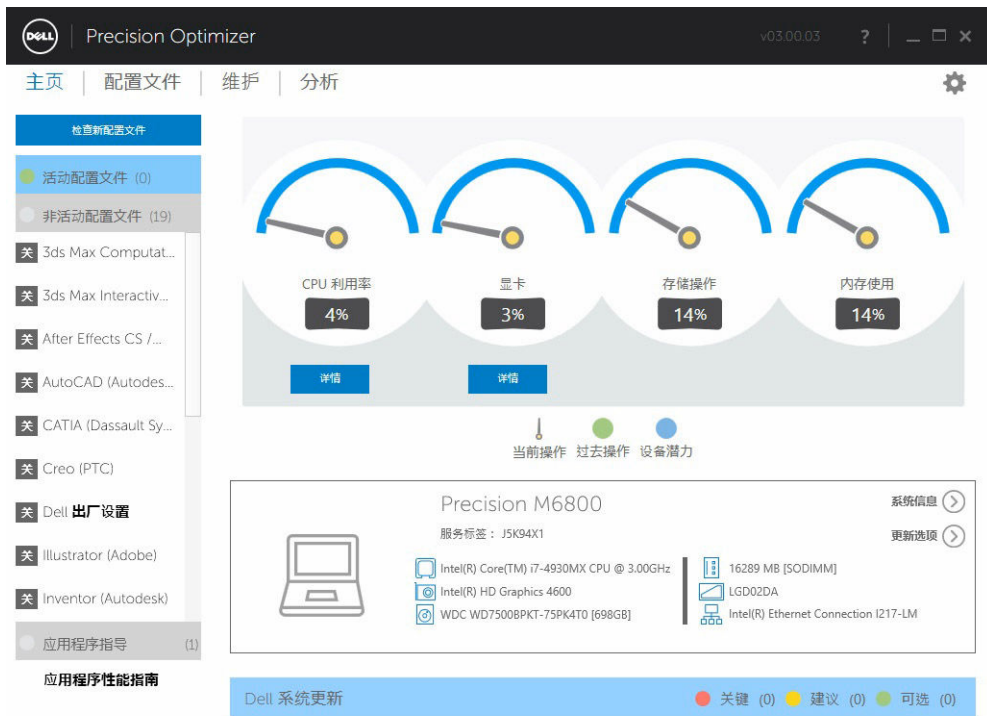 DELL
Precision Optimizer
v03.00.03
?
主页
配置文件
维护
分析
检查新配置文件
活动配置文件 (0)
非活动配置文件 (19)
关 3ds Max Computat...
关 3ds Max Interactiv...
关 After Effects CS /...
关 AutoCAD (Autodes...
关 CATIA (Dassault Sy...
关 Creo (PTC)
关 Dell 出厂设置
关 Illustrator (Adobe)
关 Inventor (Autodesk)
应用程序指导 (1)
应用程序性能指南
CPU 利用率
4%
详情
显卡
3%
详情
存储操作
14%
内存使用
14%
当前操作
过去操作
设备潜力
Precision M6800
服务标签： J5K94X1
系统信息
更新选项
Intel(R) Core(TM) i7-4930MX CPU @ 3.00GHz
Intel(R) HD Graphics 4600
WDC WD7500BPKT-75PK4T0 [698GB]
16289 MB [SODIMM]
LGD02DA
Intel(R) Ethernet Connection I217-LM
Dell 系统更新
关键 (0)
建议 (0)
可选 (0)